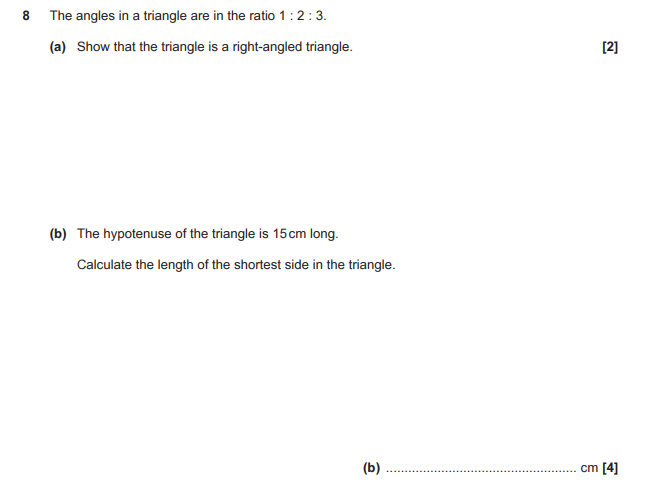 8 The angles in a triangle are in the ratio 1 : 2 : 3.
(a) Show that the triangle is a right-angled triangle. [2]
(b) The hypotenuse of the triangle is 15 cm long.
Calculate the length of the shortest side in the triangle.
(b) ................................................... cm [4]